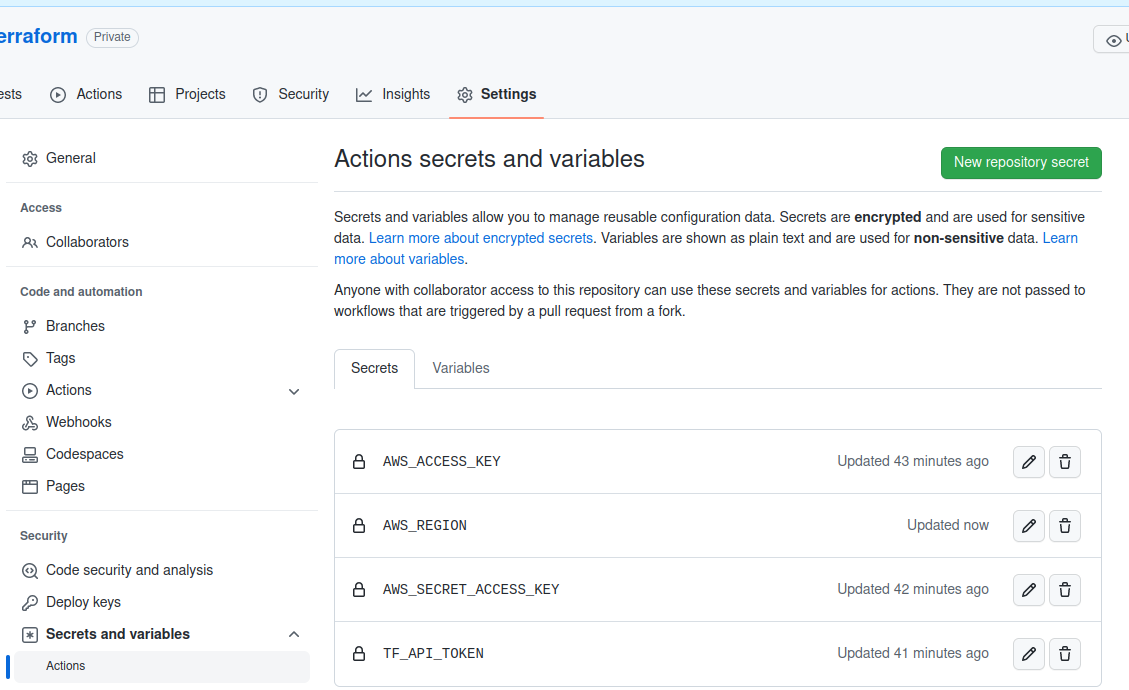 erraform Private
ests Actions Projects Security Insights Settings
General
Access
Collaborators
Code and automation
Branches
Tags
Actions
Webhooks
Codespaces
Pages
Security
Code security and analysis
Deploy keys
Secrets and variables
Actions
Actions secrets and variables
New repository secret
Secrets and variables allow you to manage reusable configuration data. Secrets are encrypted and are used for sensitive
data. Learn more about encrypted secrets. Variables are shown as plain text and are used for non-sensitive data. Learn
more about variables.
Anyone with collaborator access to this repository can use these secrets and variables for actions. They are not passed to
workflows that are triggered by a pull request from a fork.
Secrets Variables
AWS_ACCESS_KEY Updated 43 minutes ago
AWS_REGION Updated now
AWS_SECRET_ACCESS_KEY Updated 42 minutes ago
TF_API_TOKEN Updated 41 minutes ago